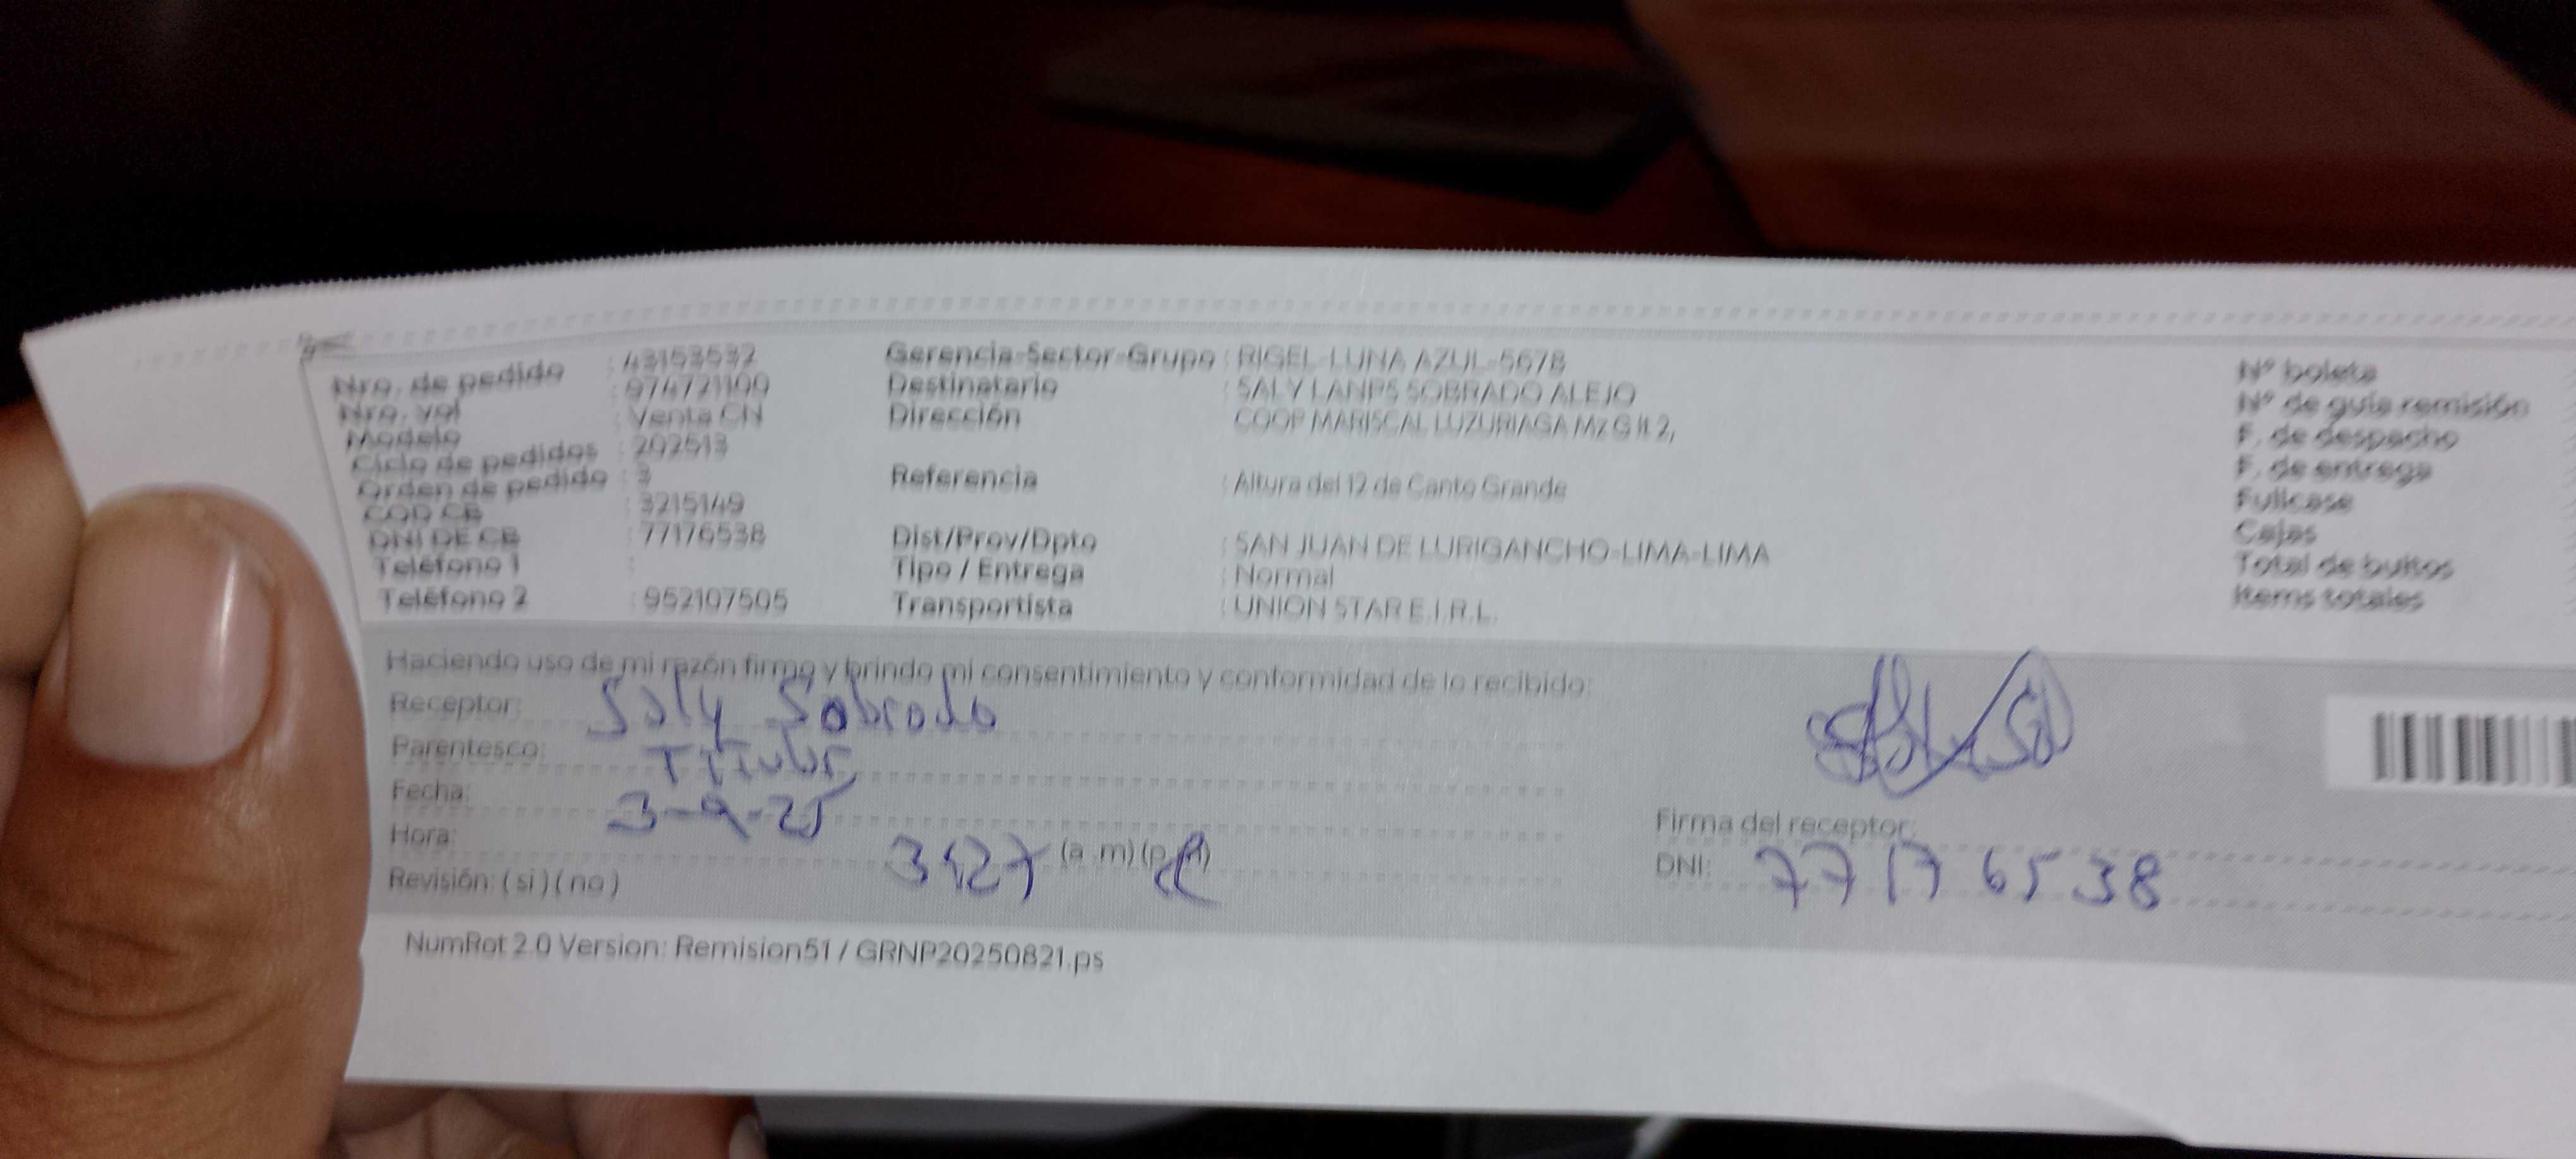 Nro. de pedido : 43153532
Nro. vol : 974721100
Modelo : Venta CN
Ciclo de pedidos : 202513
Orden de pedido : 3
COD CB : 3215149
DNI DE CB : 77176538
Teléfono 1 :
Teléfono 2 : 952107505
Gerencia-Sector-Grupo : RIGEL-LUNA AZUL-5678
Destinatario : SALY LANPS SOBRADO ALEJO
Dirección : COOP MARISCAL LUZURIAGA Mz G lt 2,
Referencia : Altura del 12 de Canto Grande
Dist/Prov/Dpto : SAN JUAN DE LURIGANCHO-LIMA-LIMA
Tipo / Entrega : Normal
Transportista : UNION STAR E.I.R.L.
Nº boleta
Nº de guía remisión
F. de despacho
F. de entrega
Fullcase
Cajas
Total de bultos
Items totales
Haciendo uso de mi razón firmo y brindo mi consentimiento y conformidad de lo recibido:
Receptor: Saly Sobrado
Parentesco:
Fecha: 3-9-25
Hora: (a .m) (p
Revisión: ( si ) ( no )
Firma del receptor:
DNI: 77176538
NumRot 2.0 Version: Remision51 / GRNP20250821.ps